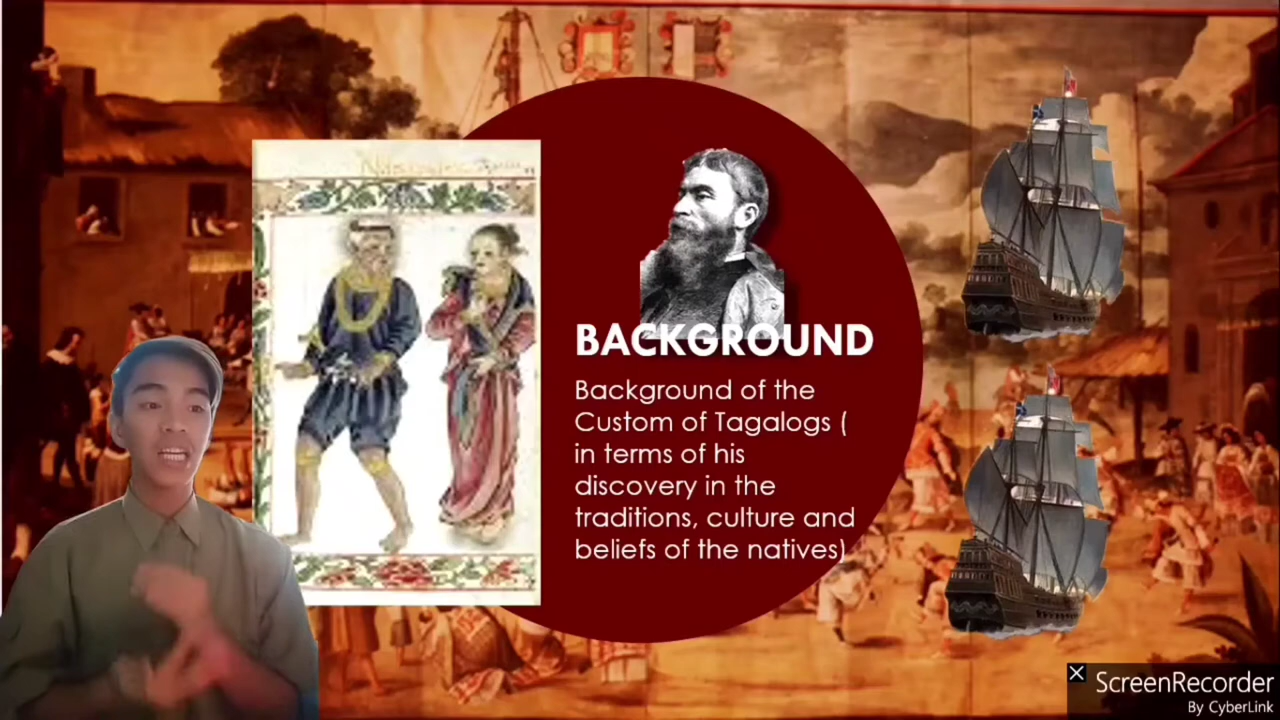 BACKGROUND
Background of the
Custom of Tagalogs (
in terms of his
discovery in the
traditions, culture and
beliefs of the natives)
ScreenRecorder
By CyberLink